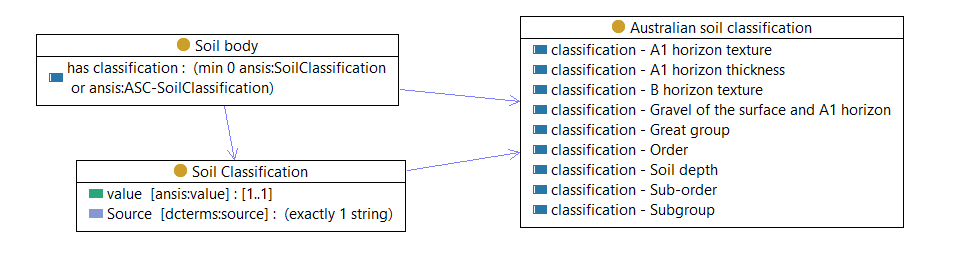 Soil body
has classification :  (min 0 ansis:SoilClassification
or ansis:ASC-SoilClassification)
Soil Classification
value  [ansis:value] : [1..1]
Source  [dcterms:source] :  (exactly 1 string)
Australian soil classification
classification - A1 horizon texture
classification - A1 horizon thickness
classification - B horizon texture
classification - Gravel of the surface and A1 horizon
classification - Great group
classification - Order
classification - Soil depth
classification - Sub-order
classification - Subgroup